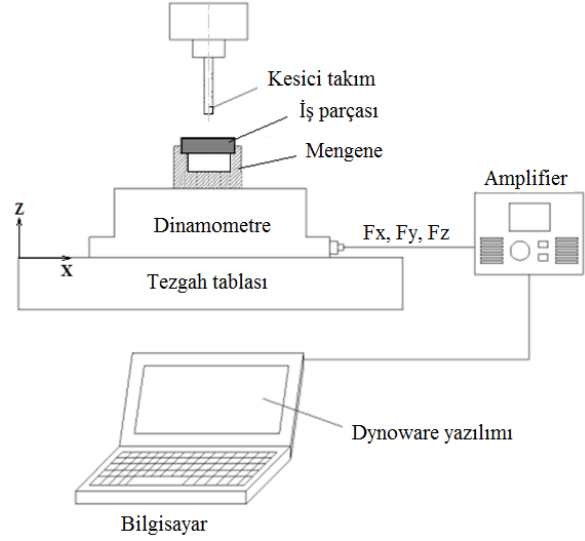 Kesici takım
İş parçası
Mengene
Amplifier
z
Dinamometre
Fx, Fy, Fz
x
Tezgah tablası
Dynoware yazılımı
Bilgisayar